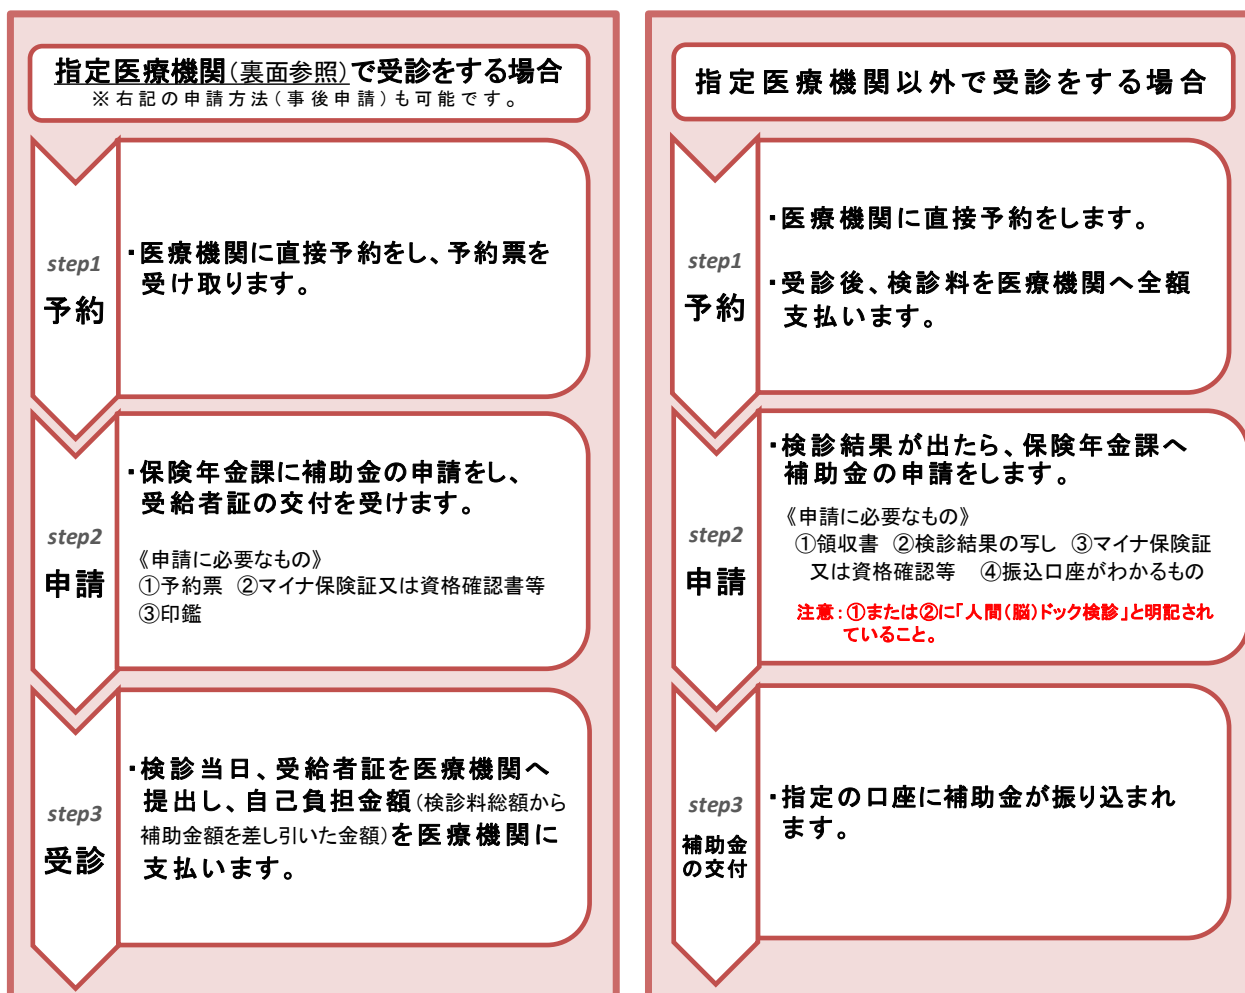 指定医療機関(裏面参照)で受診をする場合
※右記の申請方法(事後申請)も可能です。
step1
予約
・医療機関に直接予約をし、予約票を
受け取ります。
step2
申請
・保険年金課に補助金の申請をし、
受給者証の交付を受けます。
《申請に必要なもの》
①予約票 ②マイナ保険証又は資格確認書等
③印鑑
step3
受診
・検診当日、受給者証を医療機関へ
提出し、自己負担金額(検診料総額から
補助金額を差し引いた金額)を医療機関に
支払います。
指定医療機関以外で受診をする場合
step1
予約
・医療機関に直接予約をします。
・受診後、検診料を医療機関へ全額
支払います。
step2
申請
・検診結果が出たら、保険年金課へ
補助金の申請をします。
《申請に必要なもの》
①領収書 ②検診結果の写し ③マイナ保険証
又は資格確認等 ④振込口座がわかるもの
注意:①または②に「人間(脳)ドック検診」と明記され
ていること。
step3
補助金
の交付
・指定の口座に補助金が振り込まれ
ます。